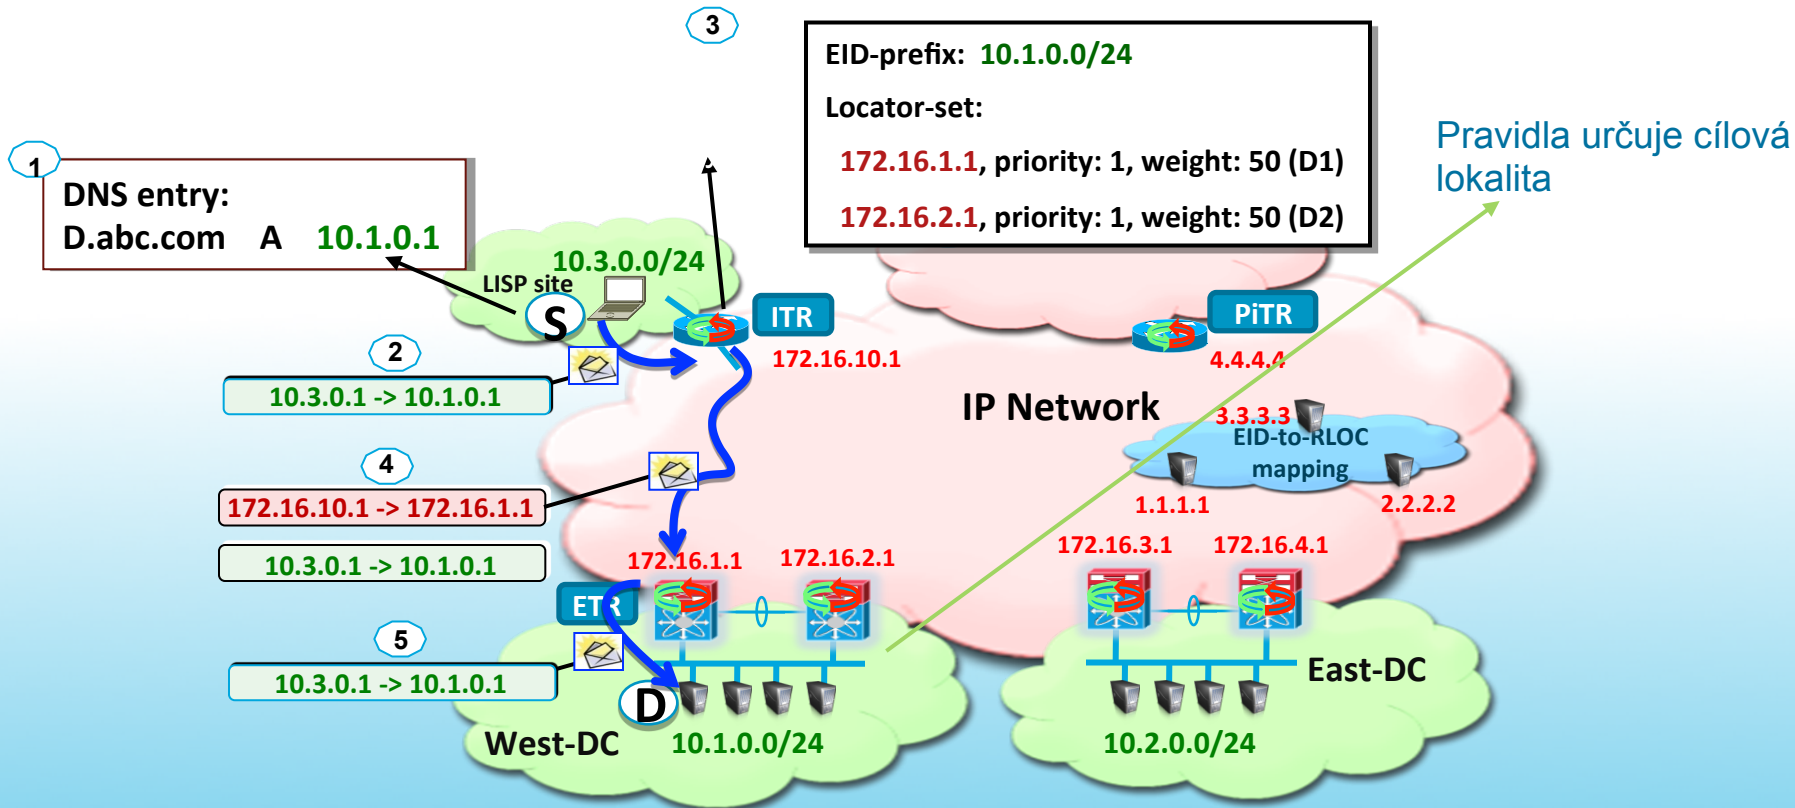 3
EID-prefix: 10.1.0.0/24
Locator-set:
172.16.1.1, priority: 1, weight: 50 (D1)
172.16.2.1, priority: 1, weight: 50 (D2)
Pravidla určuje cílová
lokalita
1
DNS entry:
D.abc.com A 10.1.0.1
10.3.0.0/24
LISP site
S
ITR
172.16.10.1
PiTR
4.4.4.4
2
10.3.0.1 -> 10.1.0.1
IP Network
3.3.3.3
EID-to-RLOC
mapping
1.1.1.1
2.2.2.2
4
172.16.10.1 -> 172.16.1.1
10.3.0.1 -> 10.1.0.1
172.16.1.1
172.16.2.1
172.16.3.1
172.16.4.1
ETR
5
10.3.0.1 -> 10.1.0.1
D
West-DC
10.1.0.0/24
East-DC
10.2.0.0/24